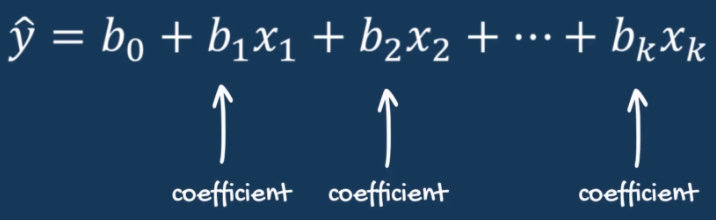 ŷ = b₀ + b₁x₁ + b₂x₂ + ⋯ + bₖxₖ
coefficient coefficient coefficient